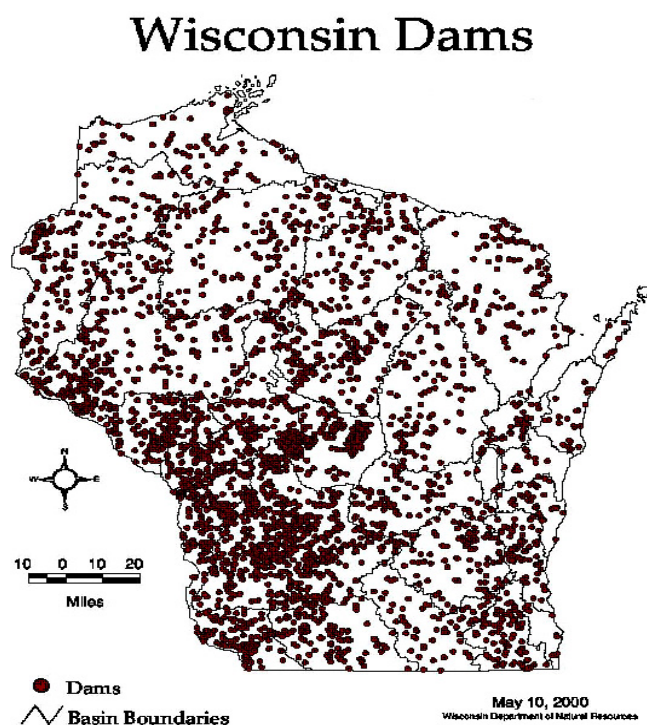 Wisconsin Dams
N
W E
S
10 0 10 20
Miles
Dams
Basin Boundaries
May 10, 2000
Wisconsin Department of Natural Resources